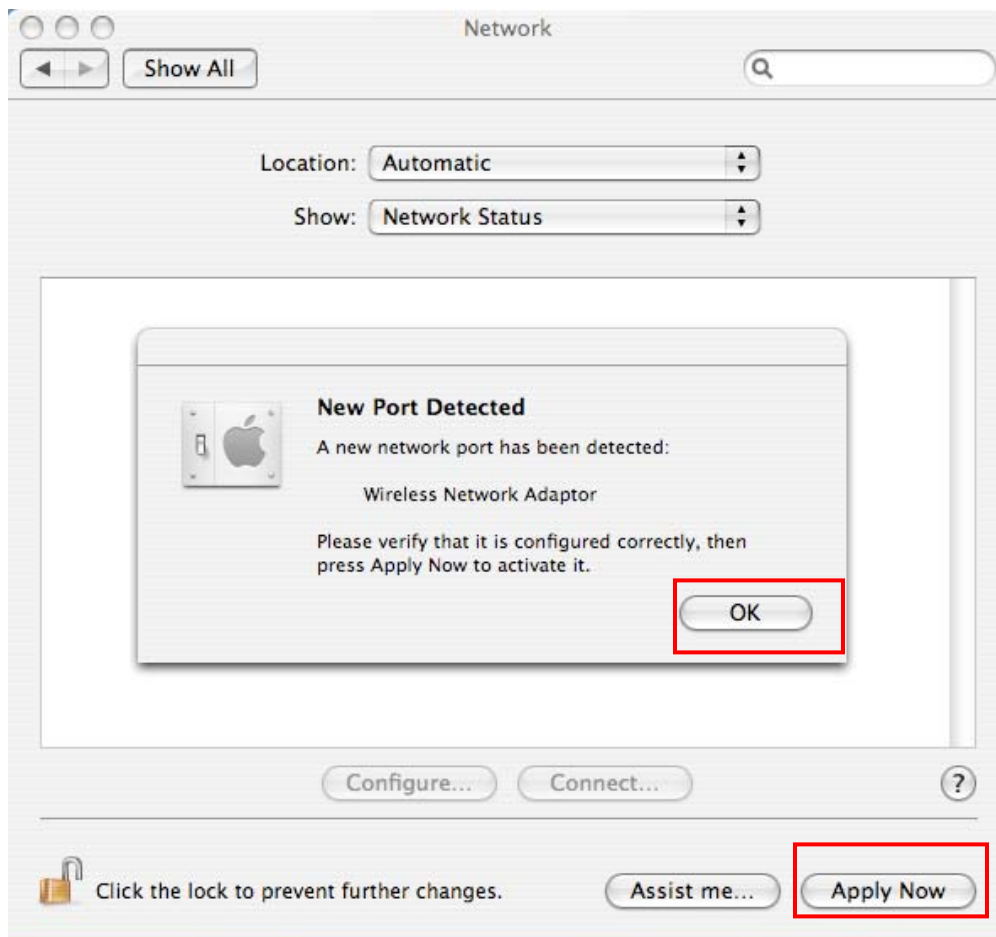 Network
Show All
Location: Automatic
Show: Network Status
New Port Detected
A new network port has been detected:
Wireless Network Adaptor
Please verify that it is configured correctly, then
press Apply Now to activate it.
OK
Configure... Connect... ?
Click the lock to prevent further changes. Assist me... Apply Now